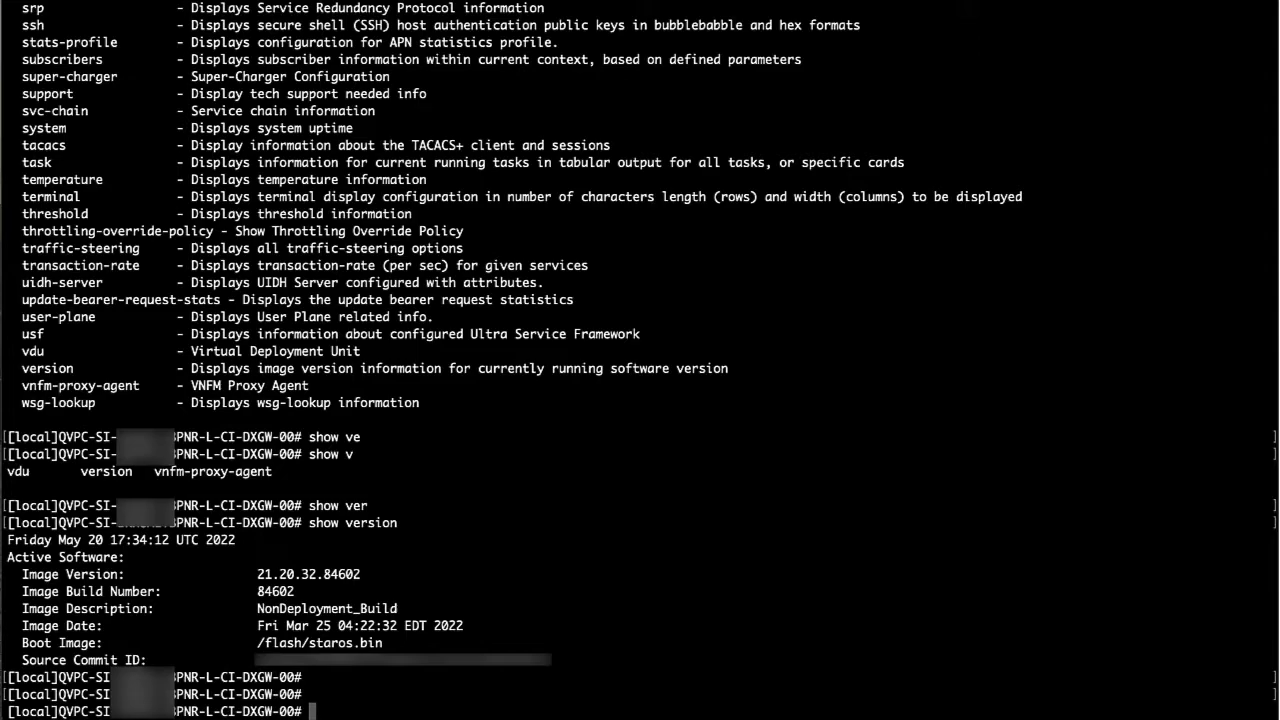 srp - Displays Service Redundancy Protocol information
ssh - Displays secure shell (SSH) host authentication public keys in bubblebabble and hex formats
stats-profile - Displays configuration for APN statistics profile.
subscribers - Displays subscriber information within current context, based on defined parameters
super-charger - Super-Charger Configuration
support - Display tech support needed info
svc-chain - Service chain information
system - Displays system uptime
tacacs - Display information about the TACACS+ client and sessions
task - Displays information for current running tasks in tabular output for all tasks, or specific cards
temperature - Displays temperature information
terminal - Displays terminal display configuration in number of characters length (rows) and width (columns) to be displayed
threshold - Displays threshold information
throttling-override-policy - Show Throttling Override Policy
traffic-steering - Displays all traffic-steering options
transaction-rate - Displays transaction-rate (per sec) for given services
uidh-server - Displays UIDH Server configured with attributes.
update-bearer-request-stats - Displays the update bearer request statistics
user-plane - Displays User Plane related info.
usf - Displays information about configured Ultra Service Framework
vdu - Virtual Deployment Unit
version - Displays image version information for currently running software version
vnfm-proxy-agent - VNFM Proxy Agent
wsg-lookup - Displays wsg-lookup information
[[local]QVPC-SI- PNR-L-CI-DXGW-00# show ve ]
[[local]QVPC-SI- PNR-L-CI-DXGW-00# show v ]
vdu version vnfm-proxy-agent
[[local]QVPC-SI- PNR-L-CI-DXGW-00# show ver ]
[[local]QVPC-SI- PNR-L-CI-DXGW-00# show version ]
Friday May 20 17:34:12 UTC 2022
Active Software:
Image Version: 21.20.32.84602
Image Build Number: 84602
Image Description: NonDeployment_Build
Image Date: Fri Mar 25 04:22:32 EDT 2022
Boot Image: /flash/staros.bin
Source Commit ID:
[[local]QVPC-SI PNR-L-CI-DXGW-00# ]
[[local]QVPC-SI PNR-L-CI-DXGW-00# ]
[local]QVPC-SI PNR-L-CI-DXGW-00#